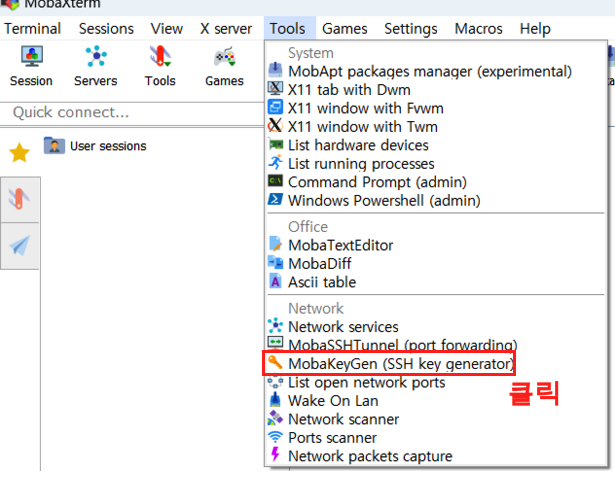 MobaXterm
Terminal Sessions View X server Tools Games Settings Macros Help
Session Servers Tools Games
Quick connect...
User sessions
System
MobApt packages manager (experimental)
X11 tab with Dwm
X11 window with Fvwm
X11 window with Twm
List hardware devices
List running processes
Command Prompt (admin)
Windows Powershell (admin)
Office
MobaTextEditor
MobaDiff
Ascii table
Network
Network services
MobaSSHTunnel (port forwarding)
MobaKeyGen (SSH key generator)
클릭
List open network ports
Wake On Lan
Network scanner
Ports scanner
Network packets capture